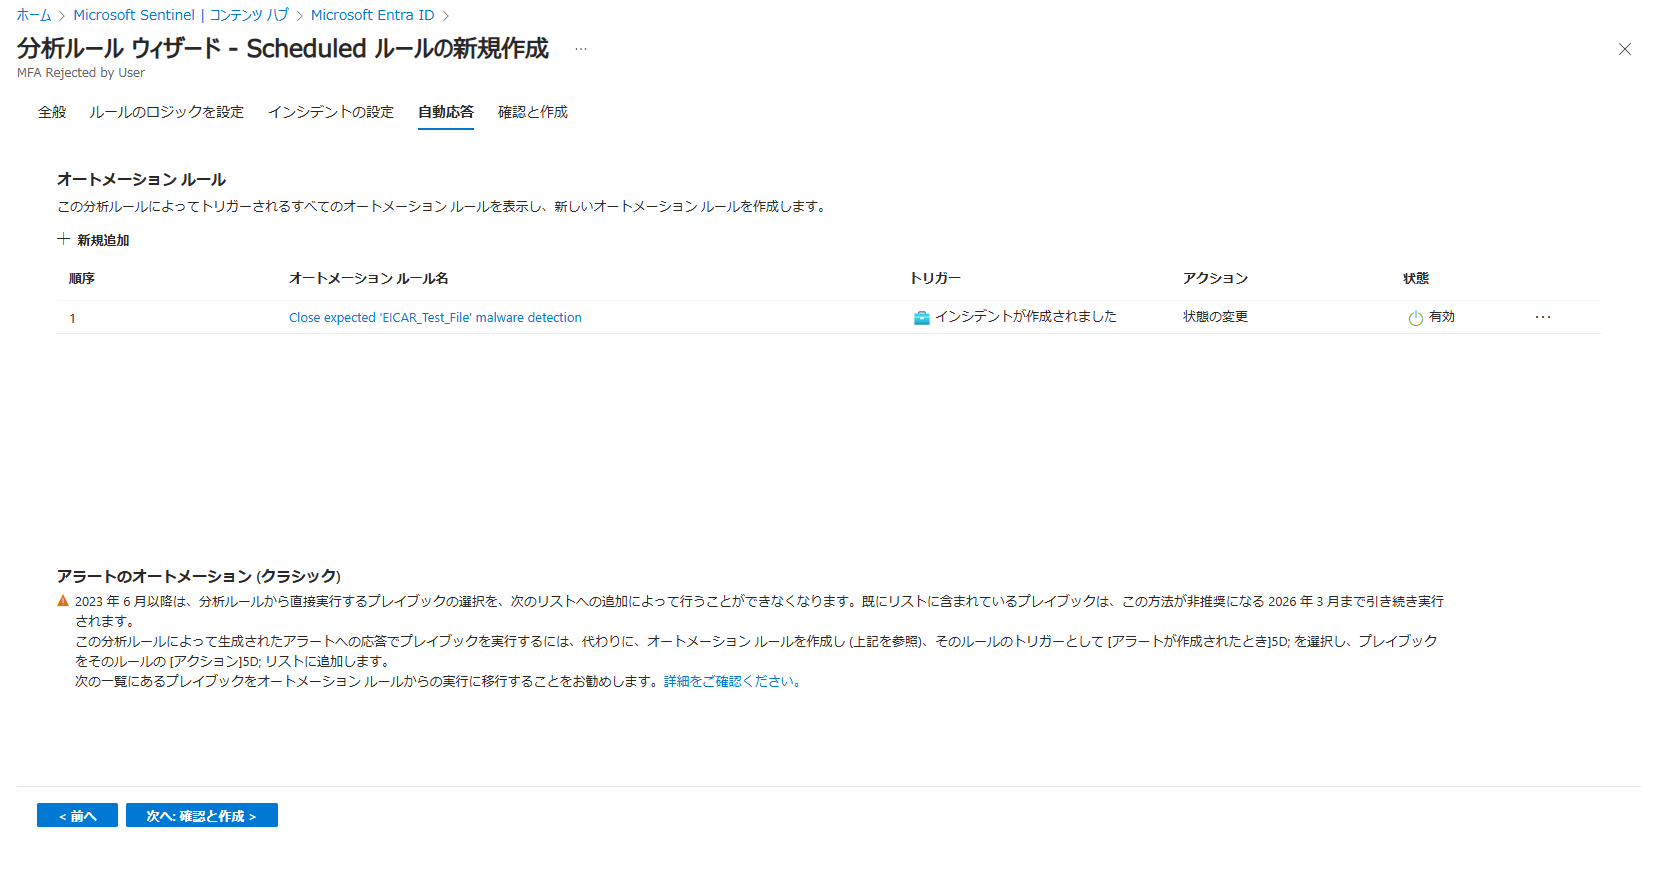 ホーム > Microsoft Sentinel | コンテンツ ハブ > Microsoft Entra ID >
分析ルール ウィザード - Scheduled ルールの新規作成 ...
MFA Rejected by User
全般 ルールのロジックを設定 インシデントの設定 自動応答 確認と作成
オートメーション ルール
この分析ルールによってトリガーされるすべてのオートメーション ルールを表示し、新しいオートメーション ルールを作成します。
+ 新規追加
順序 オートメーション ルール名 トリガー アクション 状態
1 Close expected 'EICAR_Test_File' malware detection インシデントが作成されました 状態の変更 有効 ...
アラートのオートメーション (クラシック)
2023 年 6 月以降は、分析ルールから直接実行するプレイブックの選択を、次のリストへの追加によって行うことができなくなります。既にリストに含まれているプレイブックは、この方法が非推奨になる 2026 年 3 月まで引き続き実行
されます。
この分析ルールによって生成されたアラートへの応答でプレイブックを実行するには、代わりに、オートメーション ルールを作成し (上記を参照)、そのルールのトリガーとして [アラートが作成されたとき]5D; を選択し、プレイブック
をそのルールの [アクション]5D; リストに追加します。
次の一覧にあるプレイブックをオートメーション ルールからの実行に移行することをお勧めします。詳細をご確認ください。
< 前へ 次へ: 確認と作成 >